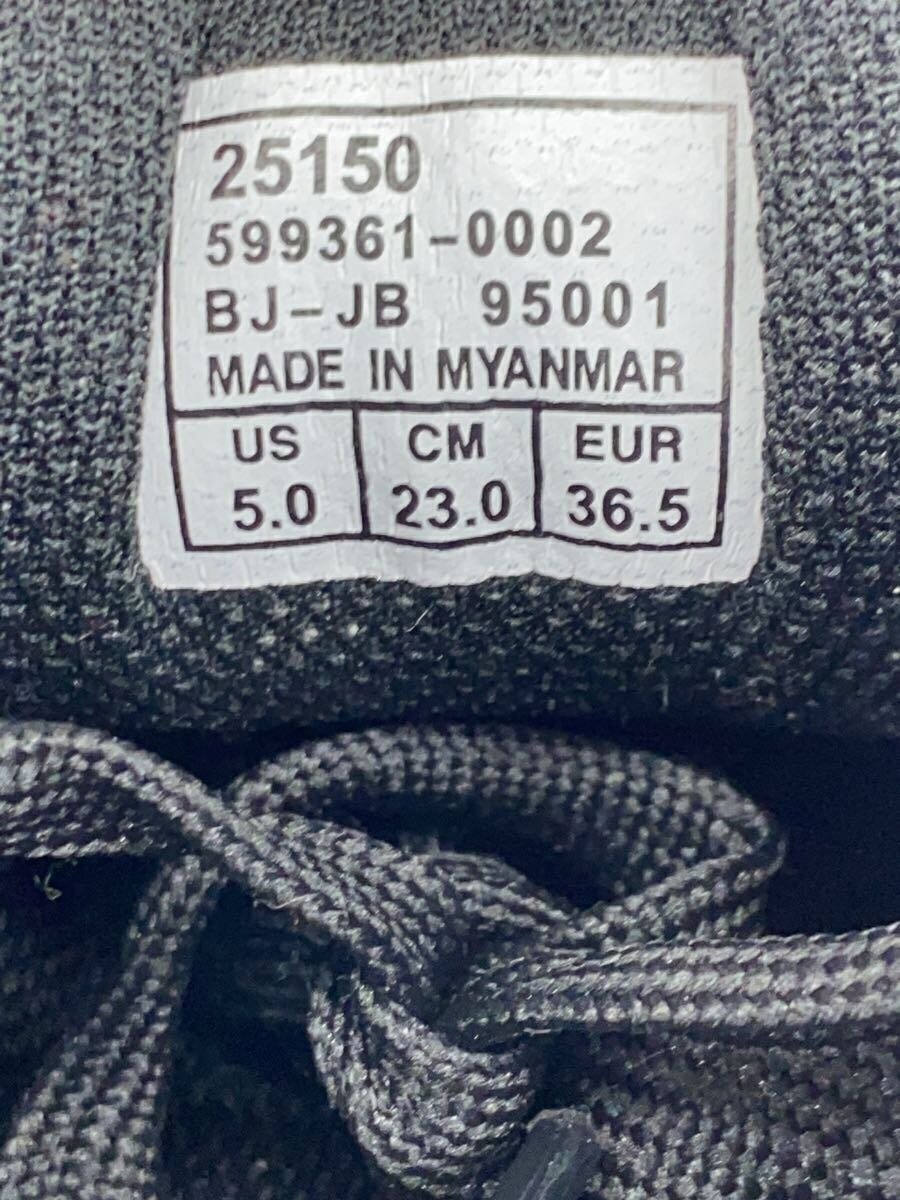 25150
599361-0002
BJ-JB 95001
MADE IN MYANMAR
US CM EUR
5.0 23.0 36.5